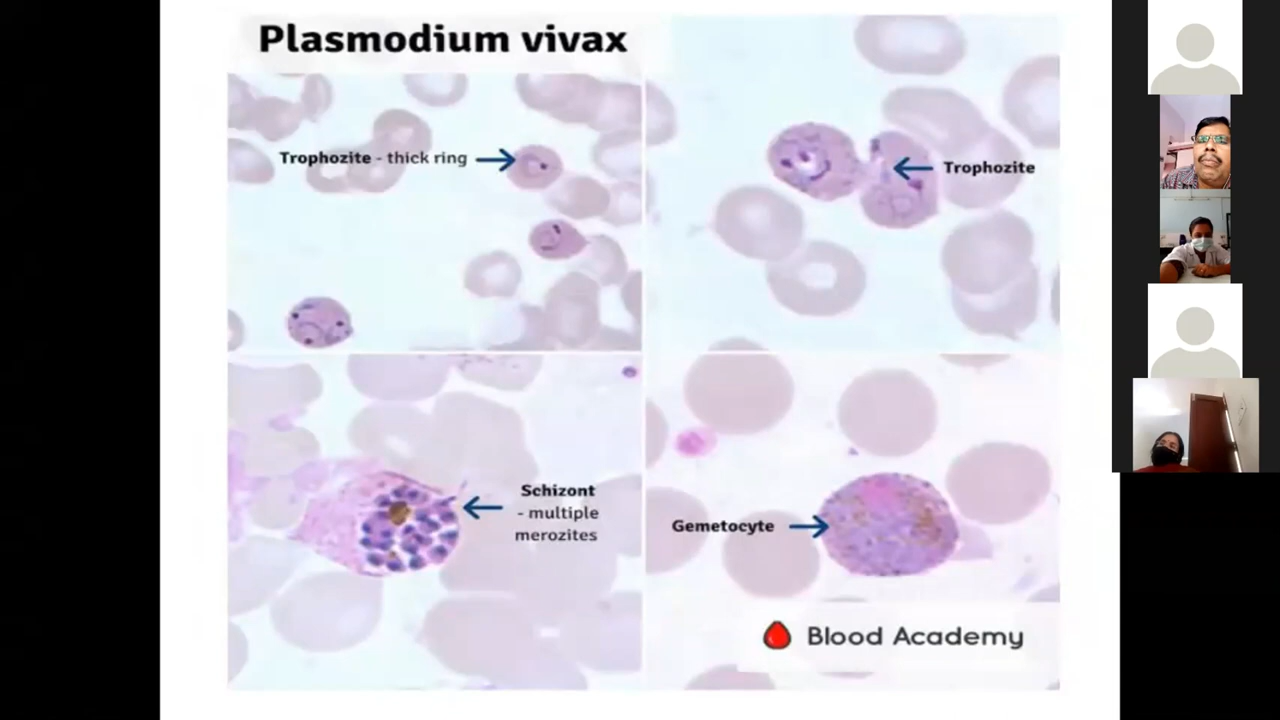 Plasmodium vivax
Trophozite - thick ring
Trophozite
Schizont
- multiple
merozites
Gemetocyte
Blood Academy